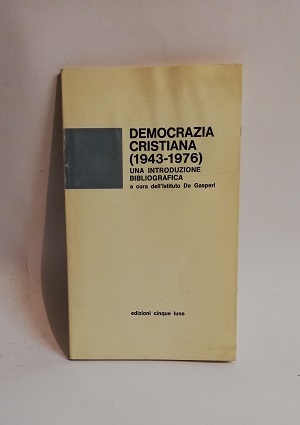 DEMOCRAZIA
CRISTIANA
(1943-1976)
UNA INTRODUZIONE
BIBLIOGRAFICA
a cura dell'Istituto De Gasperi
edizioni cinque lune